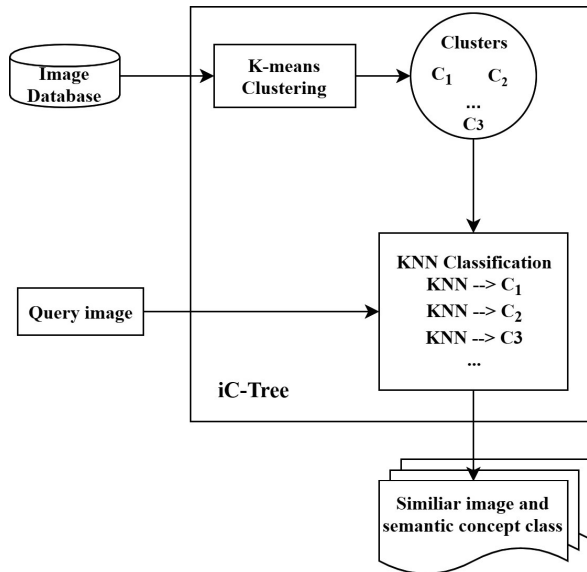 Image
Database
K-means
Clustering
Clusters
C₁ C₂
...
C3
KNN Classification
KNN --> C₁
KNN --> C₂
KNN --> C3
...
Query image
iC-Tree
Similiar image and
semantic concept class